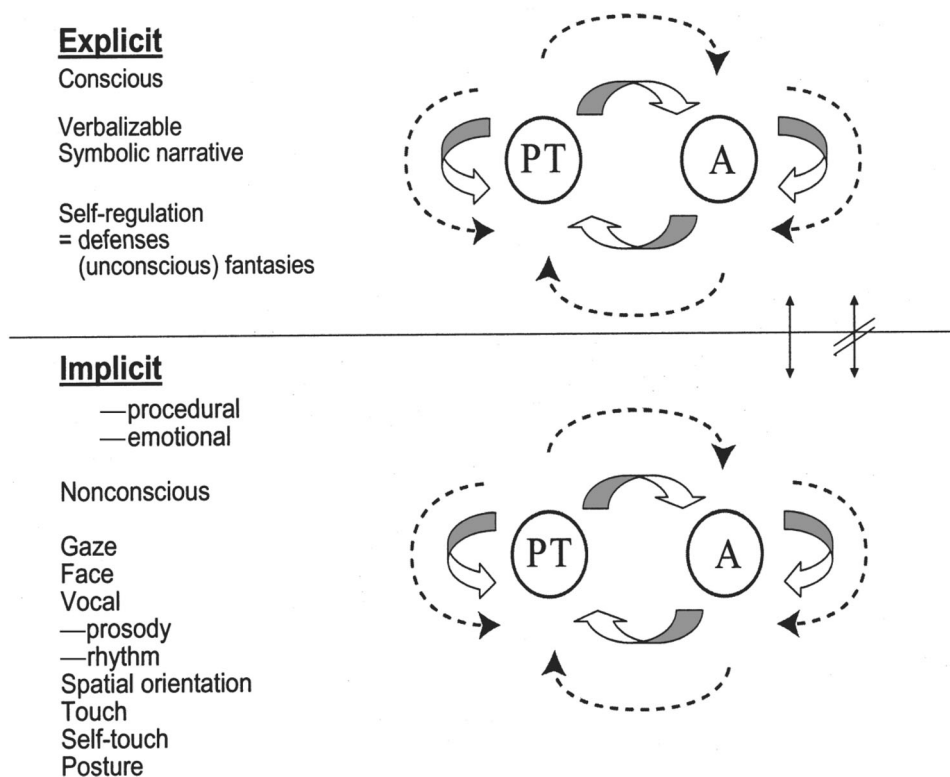 Explicit
Conscious
Verbalizable
Symbolic narrative
Self-regulation
= defenses
(unconscious) fantasies
PT
A
Implicit
—procedural
—emotional
Nonconscious
Gaze
Face
Vocal
—prosody
—rhythm
Spatial orientation
Touch
Self-touch
Posture
PT
A